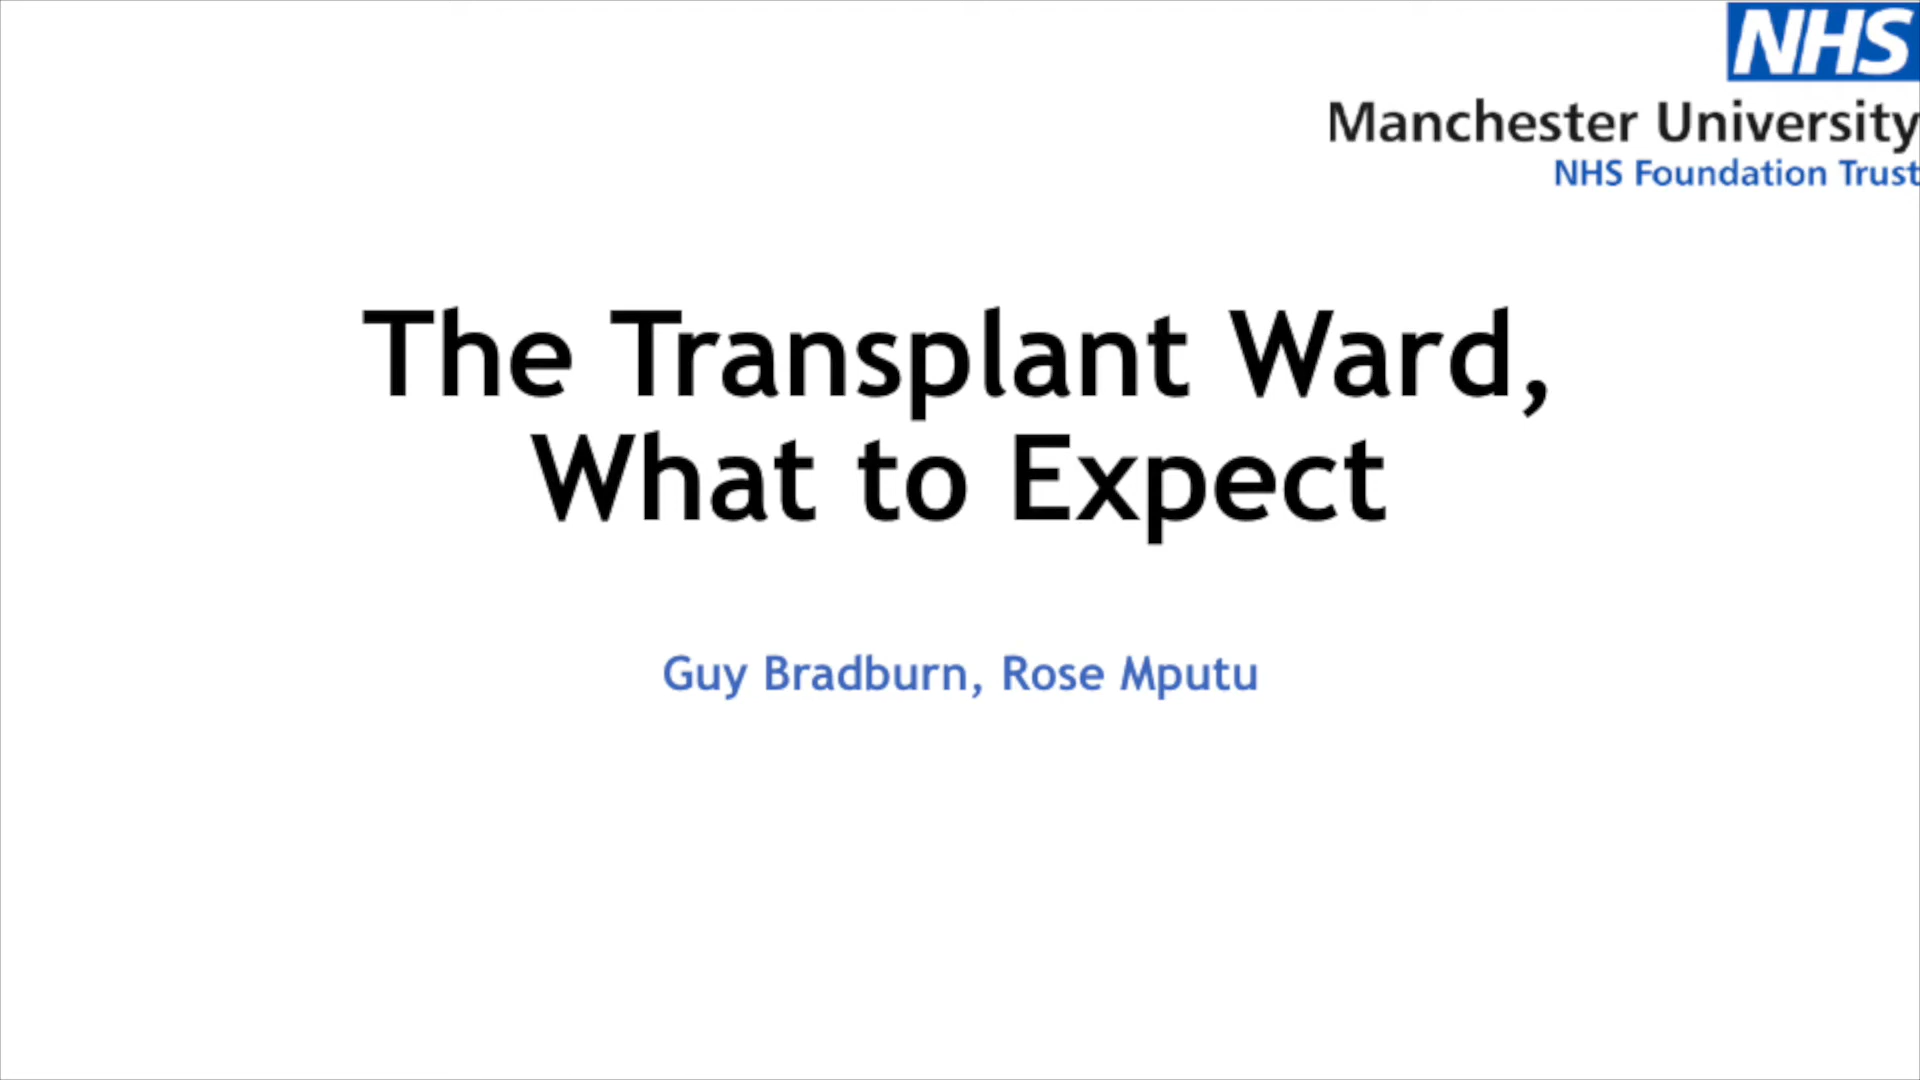 NHS
Manchester University
NHS Foundation Trust
The Transplant Ward,
What to Expect
Guy Bradburn, Rose Mputu